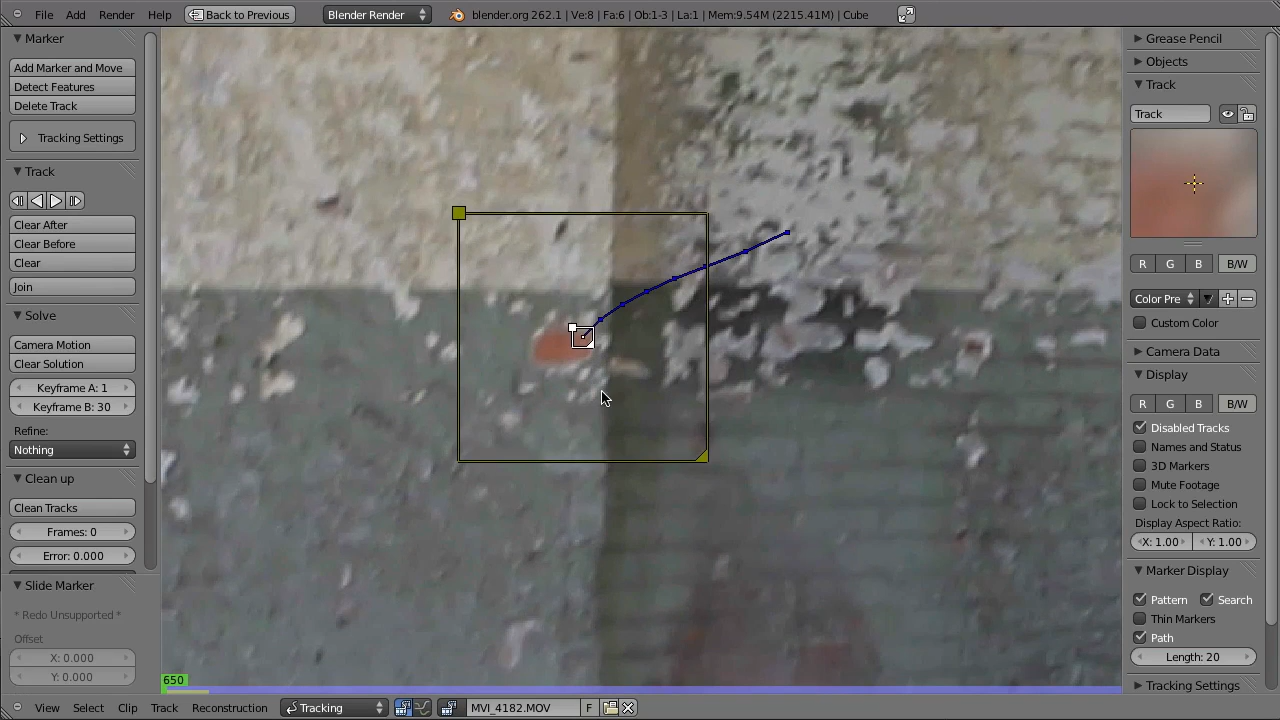 File Add Render Help Back to Previous Blender Render blender.org 262.1 | Ve:8 | Fa:6 | Ob:1-3 | La:1 | Mem:9.54M (2215.41M) | Cube
Marker
Add Marker and Move
Detect Features
Delete Track
Tracking Settings
Track
Clear After
Clear Before
Clear
Join
Solve
Camera Motion
Clear Solution
Keyframe A: 1
Keyframe B: 30
Refine:
Nothing
Clean up
Clean Tracks
Frames: 0
Error: 0.000
Slide Marker
* Redo Unsupported *
Offset
X: 0.000
Y: 0.000
650
Grease Pencil
Objects
Track
Track
R G B B/W
Color Pre
Custom Color
Camera Data
Display
R G B B/W
Disabled Tracks
Names and Status
3D Markers
Mute Footage
Lock to Selection
Display Aspect Ratio:
X: 1.00 Y: 1.00
Marker Display
Pattern Search
Thin Markers
Path
Length: 20
Tracking Settings
View Select Clip Track Reconstruction Tracking MVI_4182.MOV F